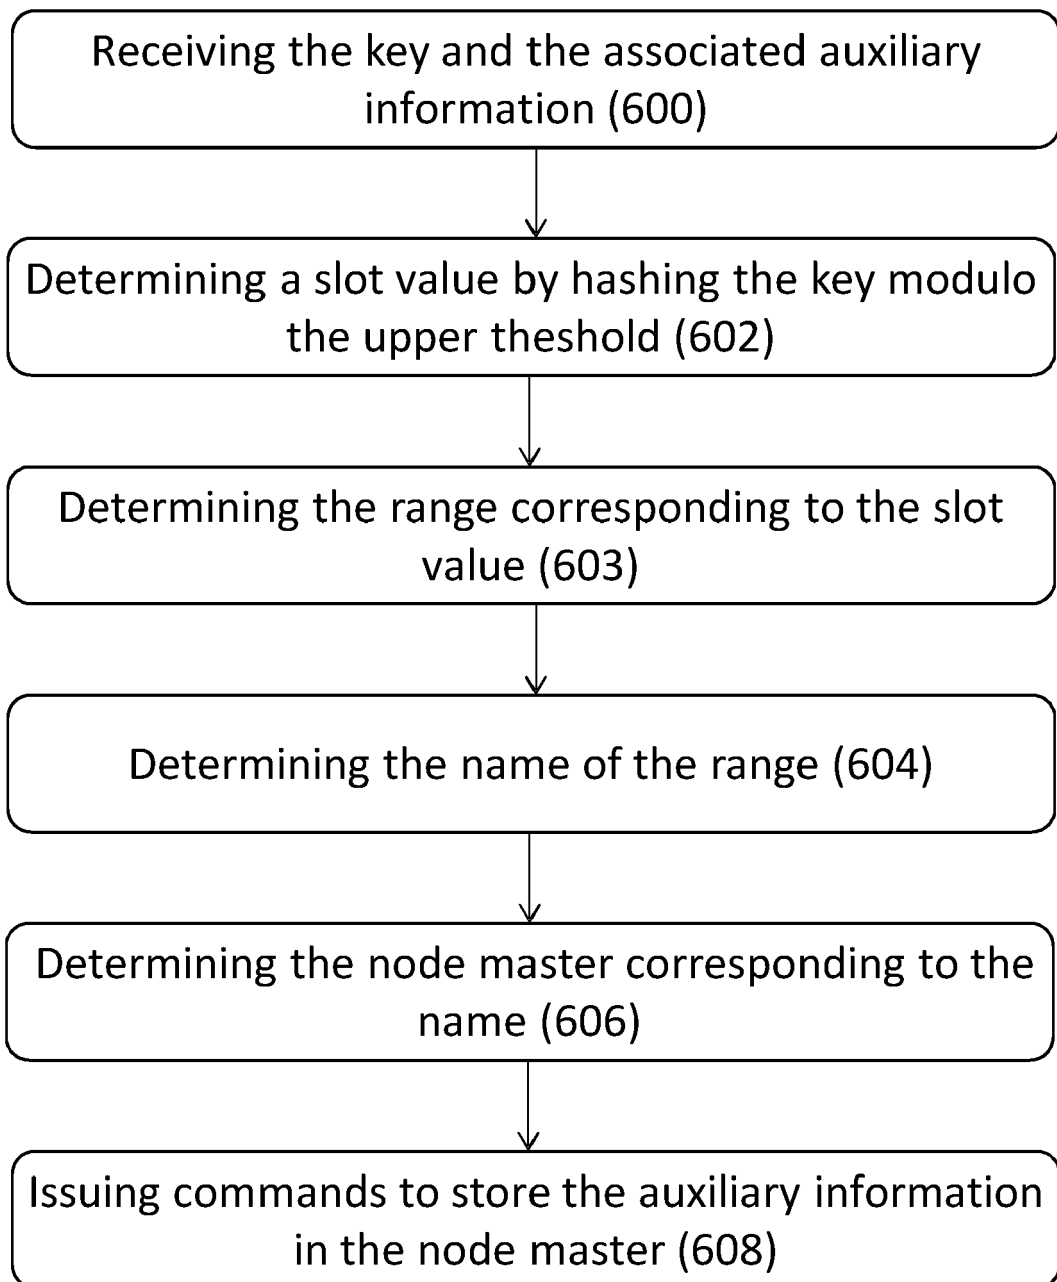 Receiving the key and the associated auxiliary
information (600)
Determining a slot value by hashing the key modulo
the upper theshold (602)
Determining the range corresponding to the slot
value (603)
Determining the name of the range (604)
Determining the node master corresponding to the
name (606)
Issuing commands to store the auxiliary information
in the node master (608)